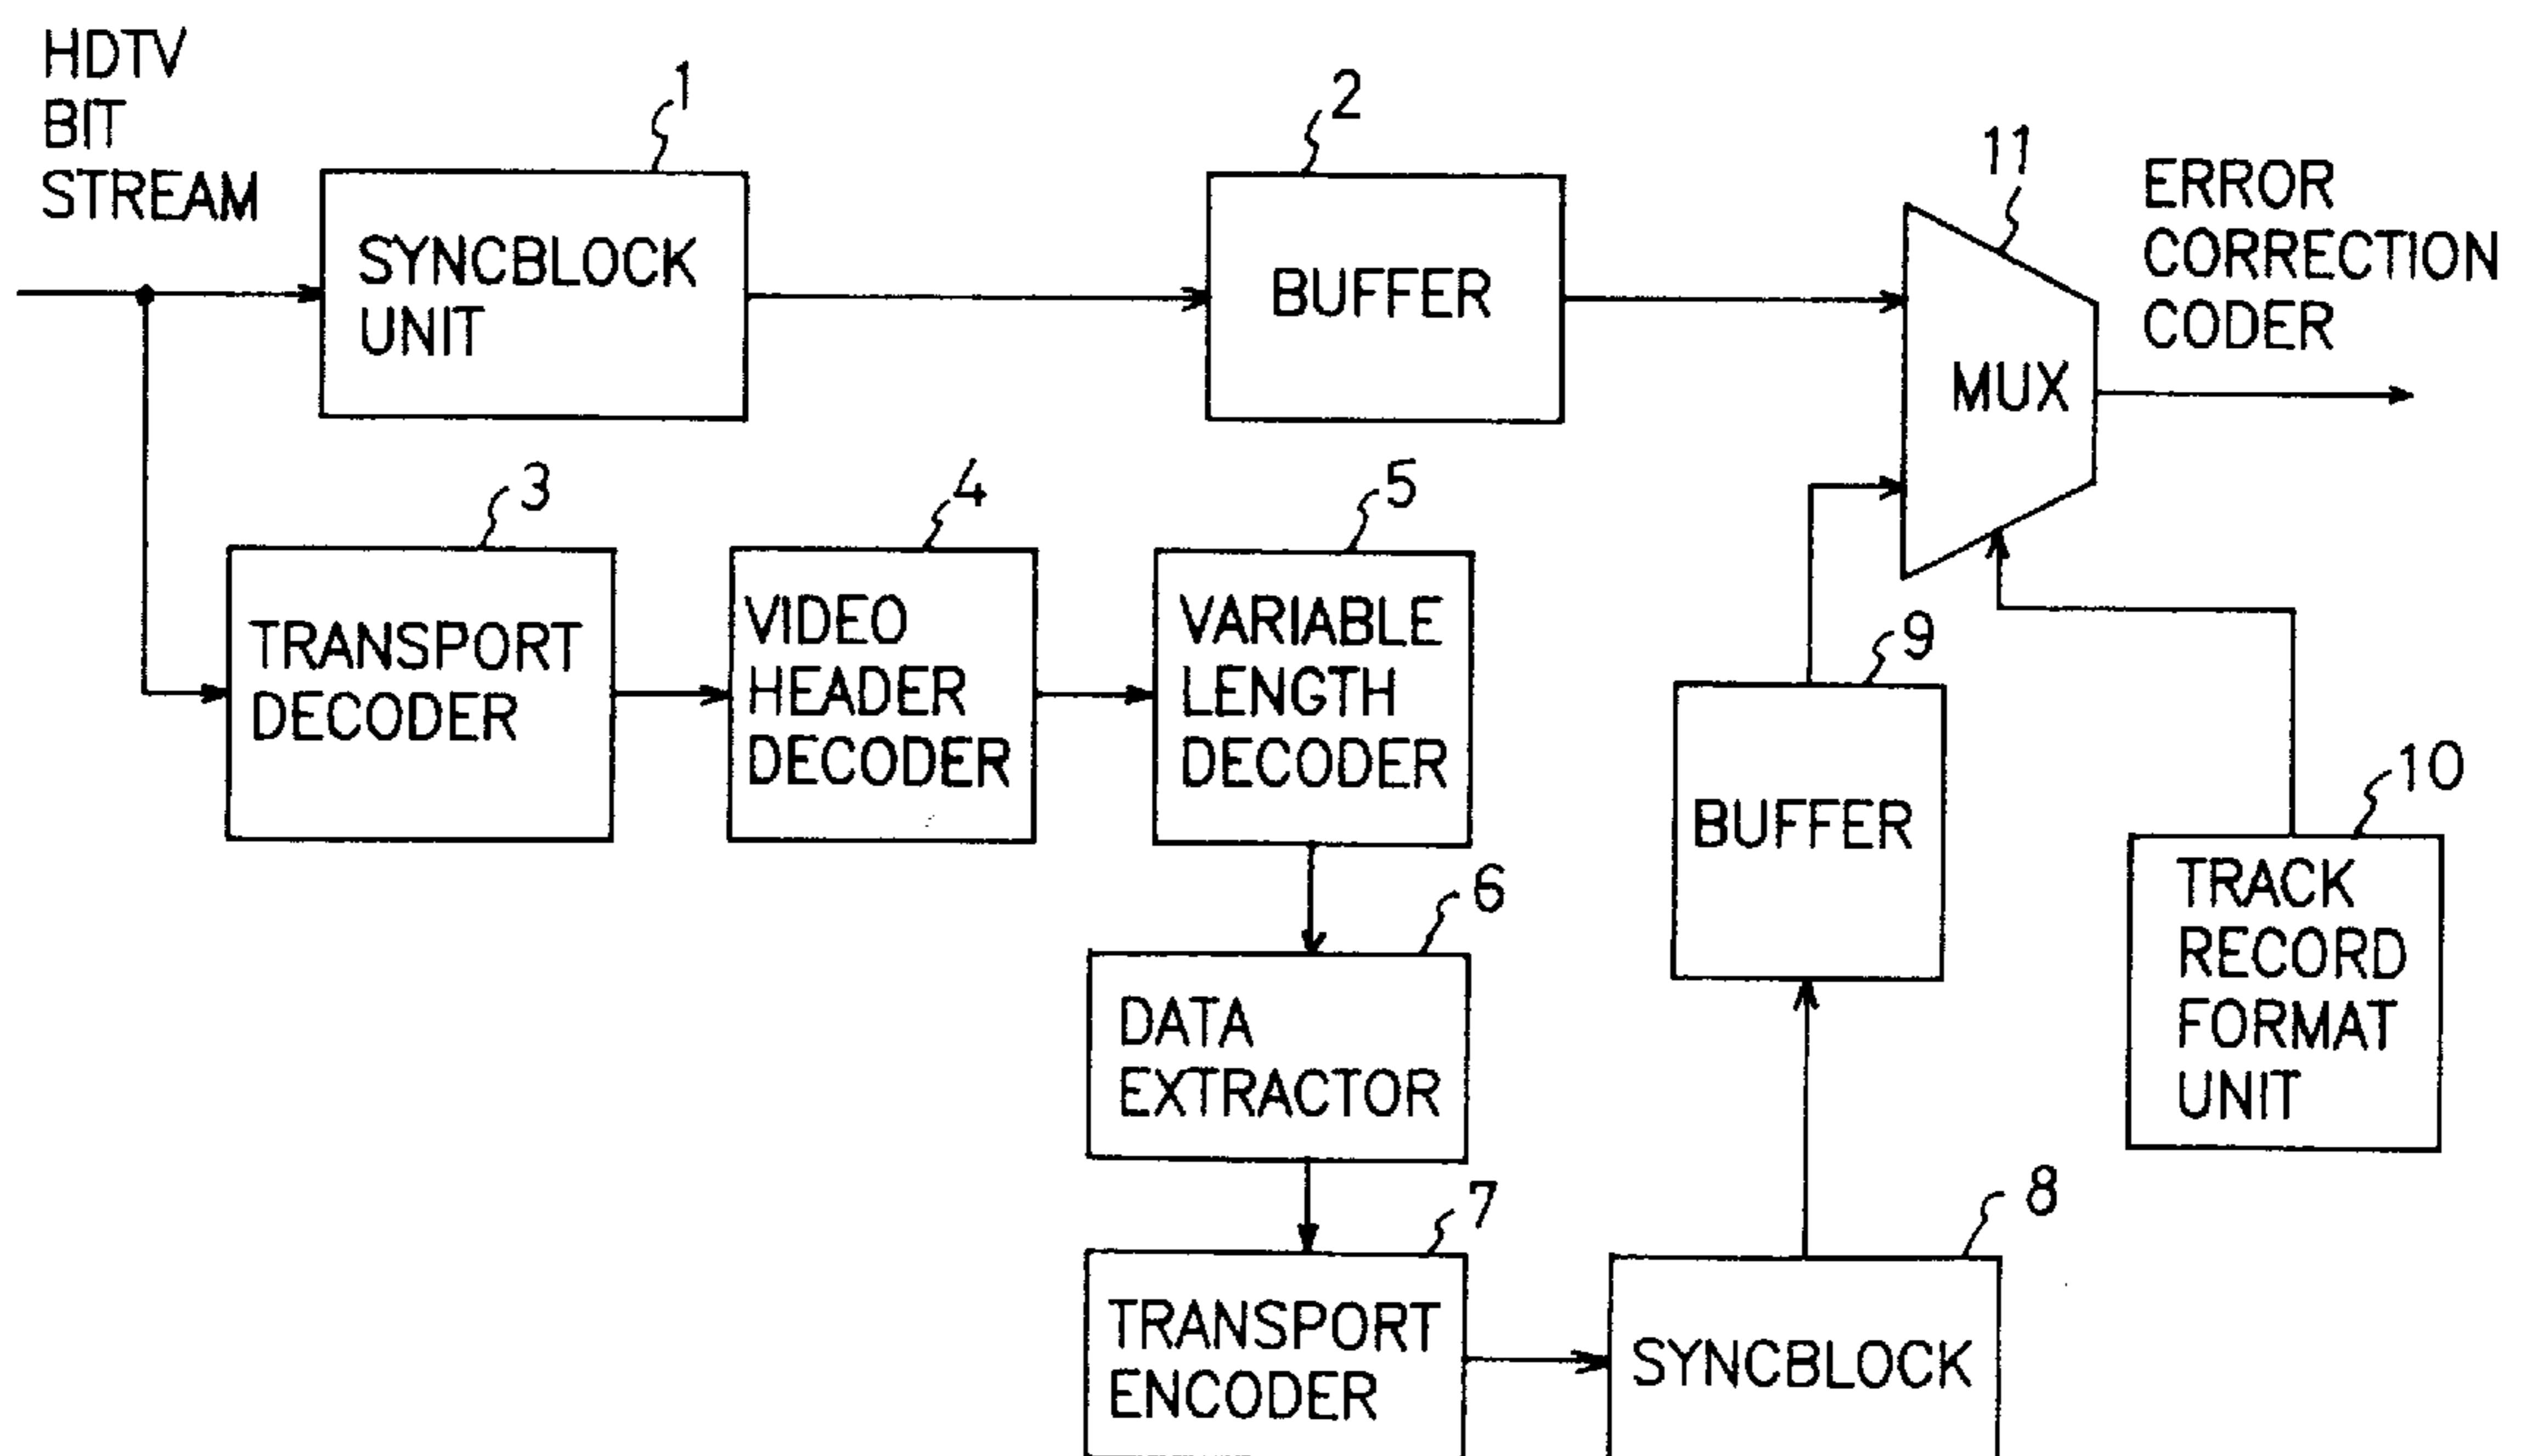 HDTV
BIT
STREAM
1
SYNCBLOCK
UNIT
2
BUFFER
11
MUX
ERROR
CORRECTION
CODER
3
TRANSPORT
DECODER
4
VIDEO
HEADER
DECODER
5
VARIABLE
LENGTH
DECODER
6
DATA
EXTRACTOR
7
TRANSPORT
ENCODER
8
SYNCBLOCK
9
BUFFER
10
TRACK
RECORD
FORMAT
UNIT